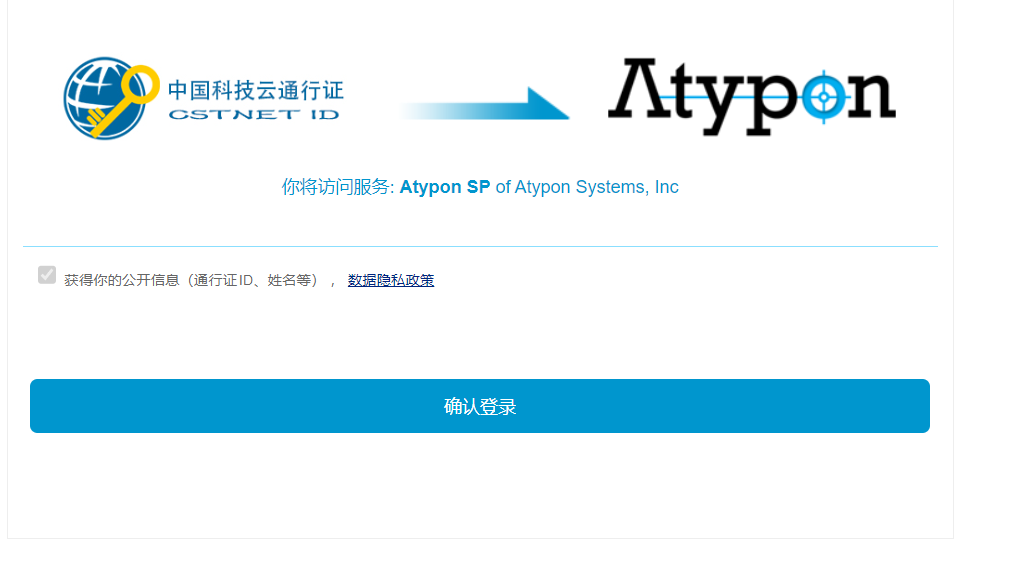 中国科技云通行证
CSTNET ID
Atypon
你将访问服务: Atypon SP of Atypon Systems, Inc
获得你的公开信息（通行证ID、姓名等）， 数据隐私政策
确认登录